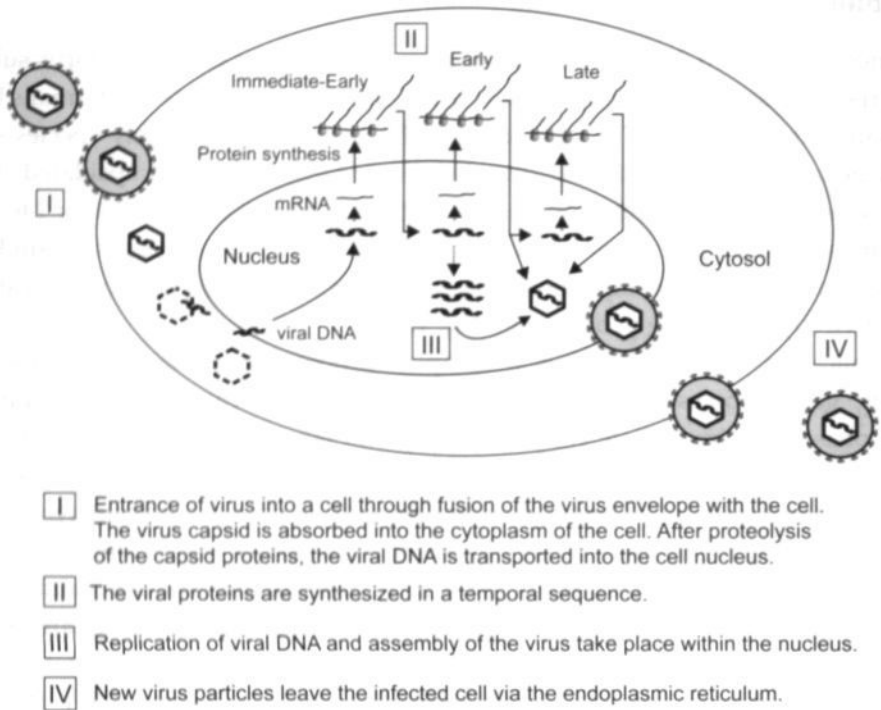 II
Early
Late
Immediate-Early
Protein synthesis
I
mRNA
Nucleus
Cytosol
viral DNA
III
IV
I Entrance of virus into a cell through fusion of the virus envelope with the cell.
The virus capsid is absorbed into the cytoplasm of the cell. After proteolysis
of the capsid proteins, the viral DNA is transported into the cell nucleus.
II The viral proteins are synthesized in a temporal sequence.
III Replication of viral DNA and assembly of the virus take place within the nucleus.
IV New virus particles leave the infected cell via the endoplasmic reticulum.